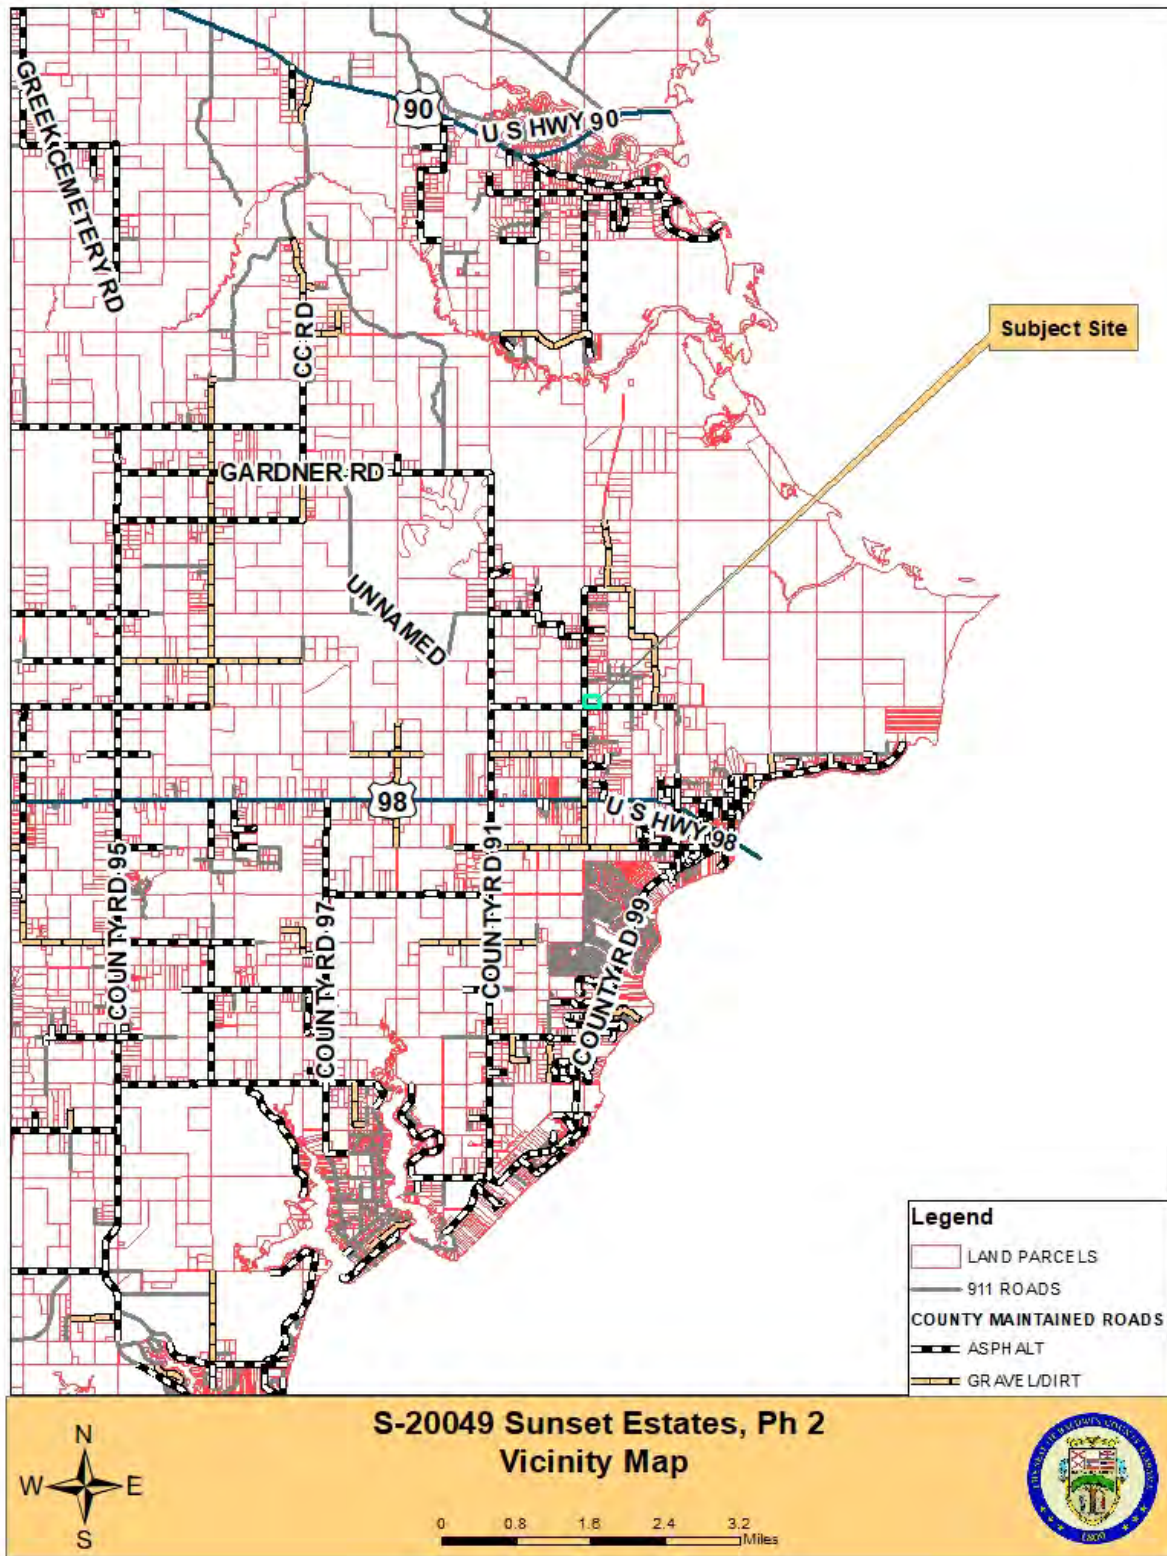 GREEK CEMETERY RD
90
U S HWY 90
CC RD
Subject Site
GARDNER RD
UNNAMED
98
U S HWY 98
COUNTY RD 95
COUNTY RD 91
COUNTY RD 97
COUNTY RD 99
Legend
LAND PARCELS
911 ROADS
COUNTY MAINTAINED ROADS
ASPHALT
GRAVEL/DIRT
N
W E
S
S-20049 Sunset Estates, Ph 2
Vicinity Map
0 0.8 1.6 2.4 3.2
Miles
1809